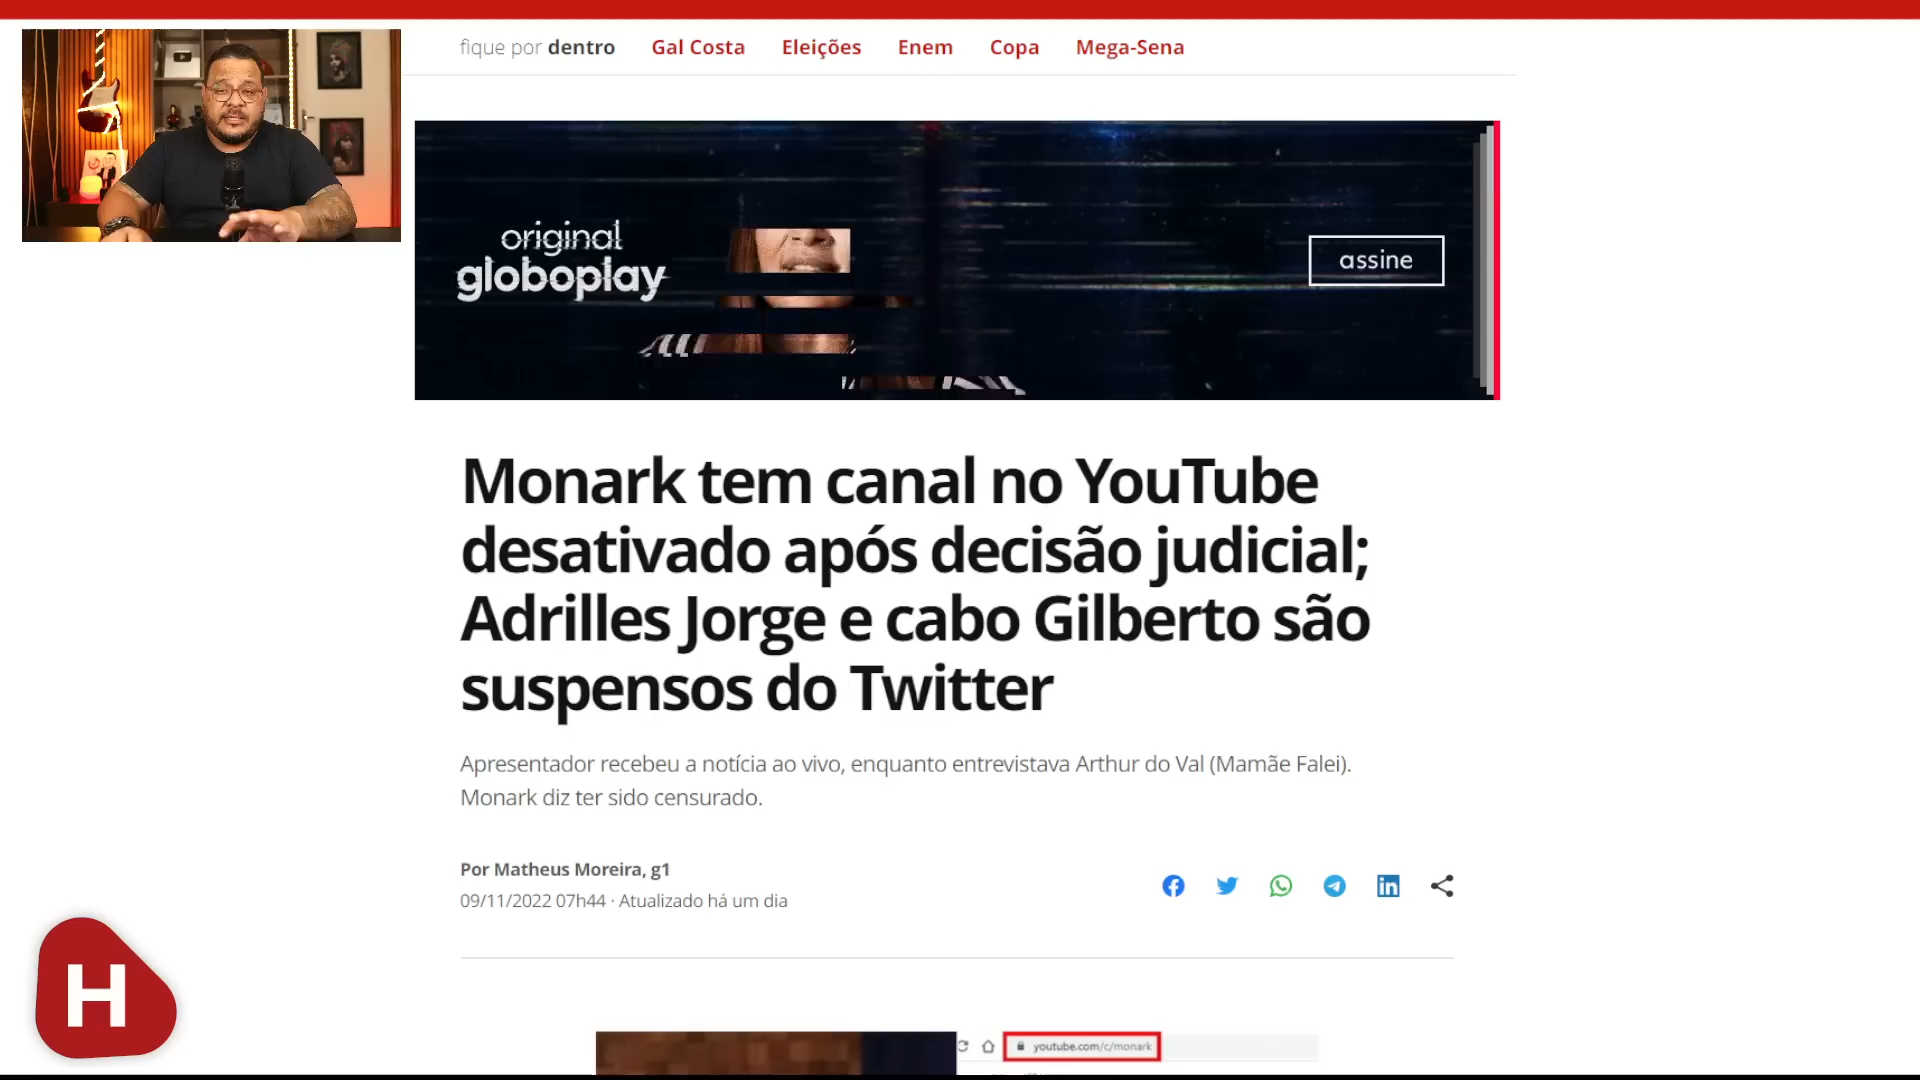 fique por dentro Gal Costa Eleições Enem Copa Mega-Sena
original
globoplay
assine
Monark tem canal no YouTube
desativado após decisão judicial;
Adrilles Jorge e cabo Gilberto são
suspensos do Twitter
Apresentador recebeu a notícia ao vivo, enquanto entrevistava Arthur do Val (Mamãe Falei).
Monark diz ter sido censurado.
Por Matheus Moreira, g1
09/11/2022 07h44 · Atualizado há um dia
in
H
youtube.com/c/monark